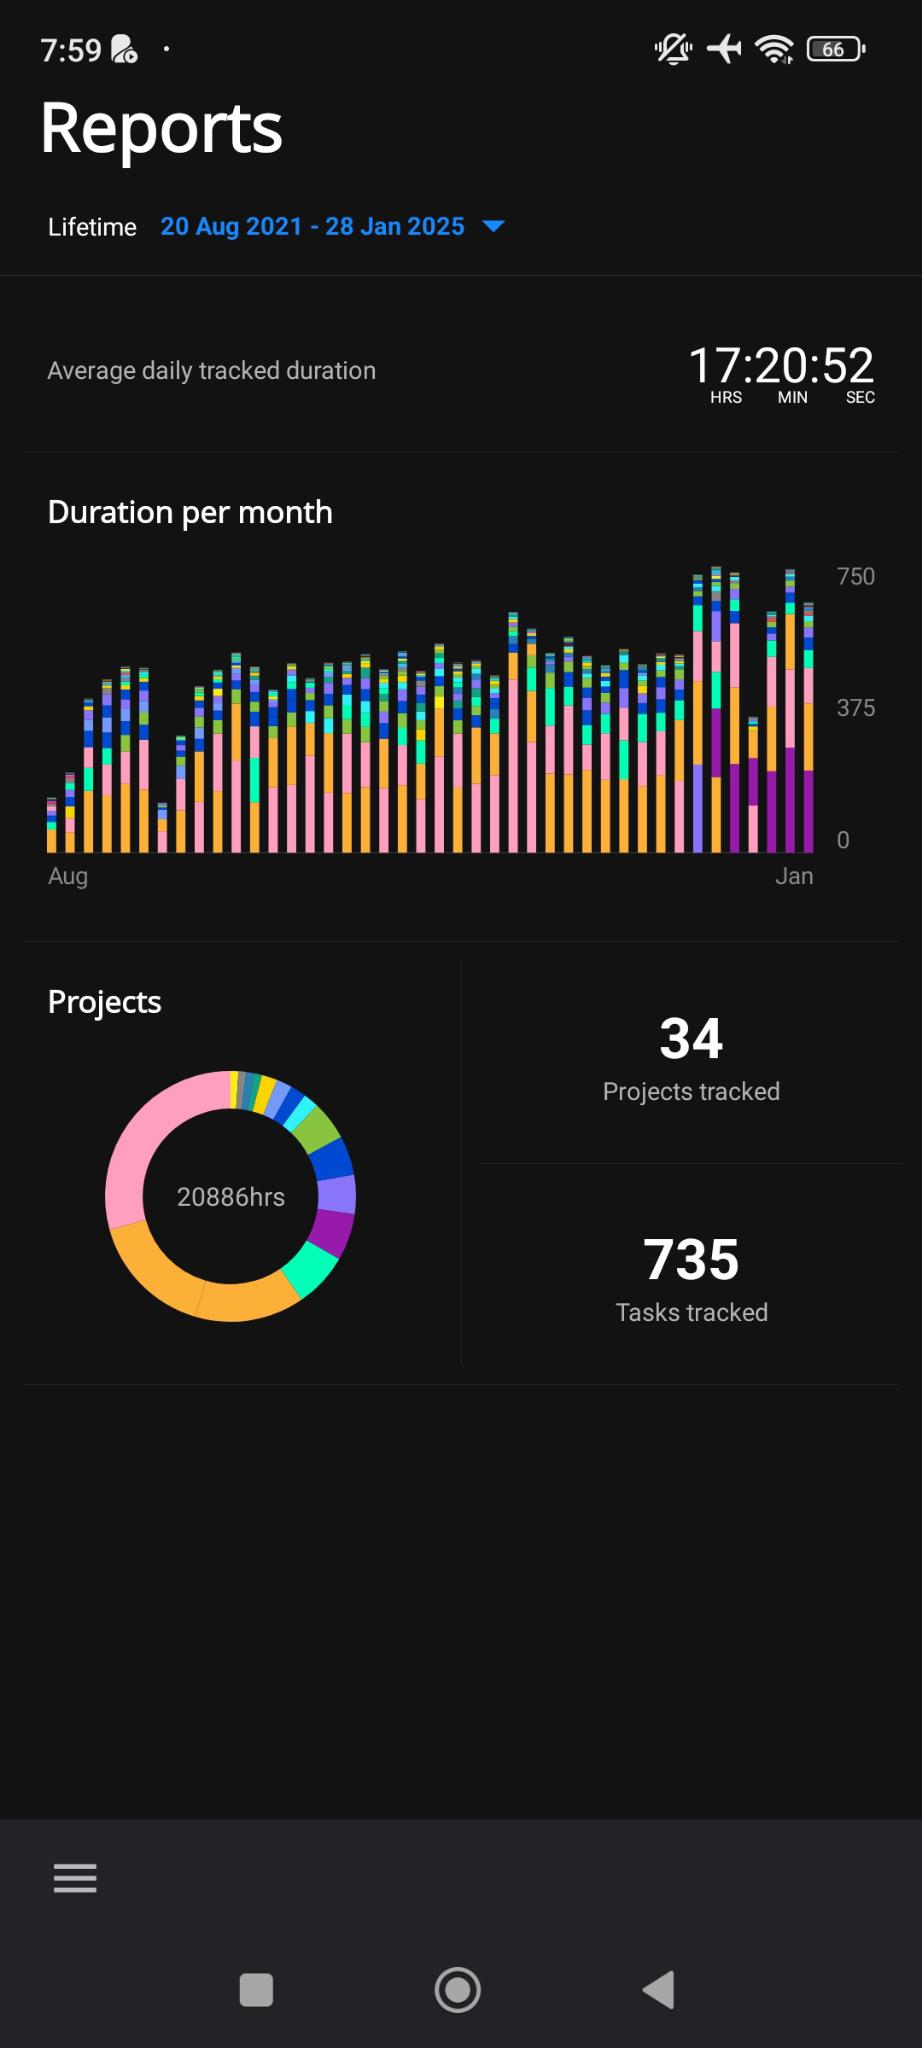 7:59
66
Reports
Lifetime 20 Aug 2021 - 28 Jan 2025
Average daily tracked duration
17:20:52
HRS MIN SEC
Duration per month
750
375
0
Aug Jan
Projects
20886hrs
34
Projects tracked
735
Tasks tracked